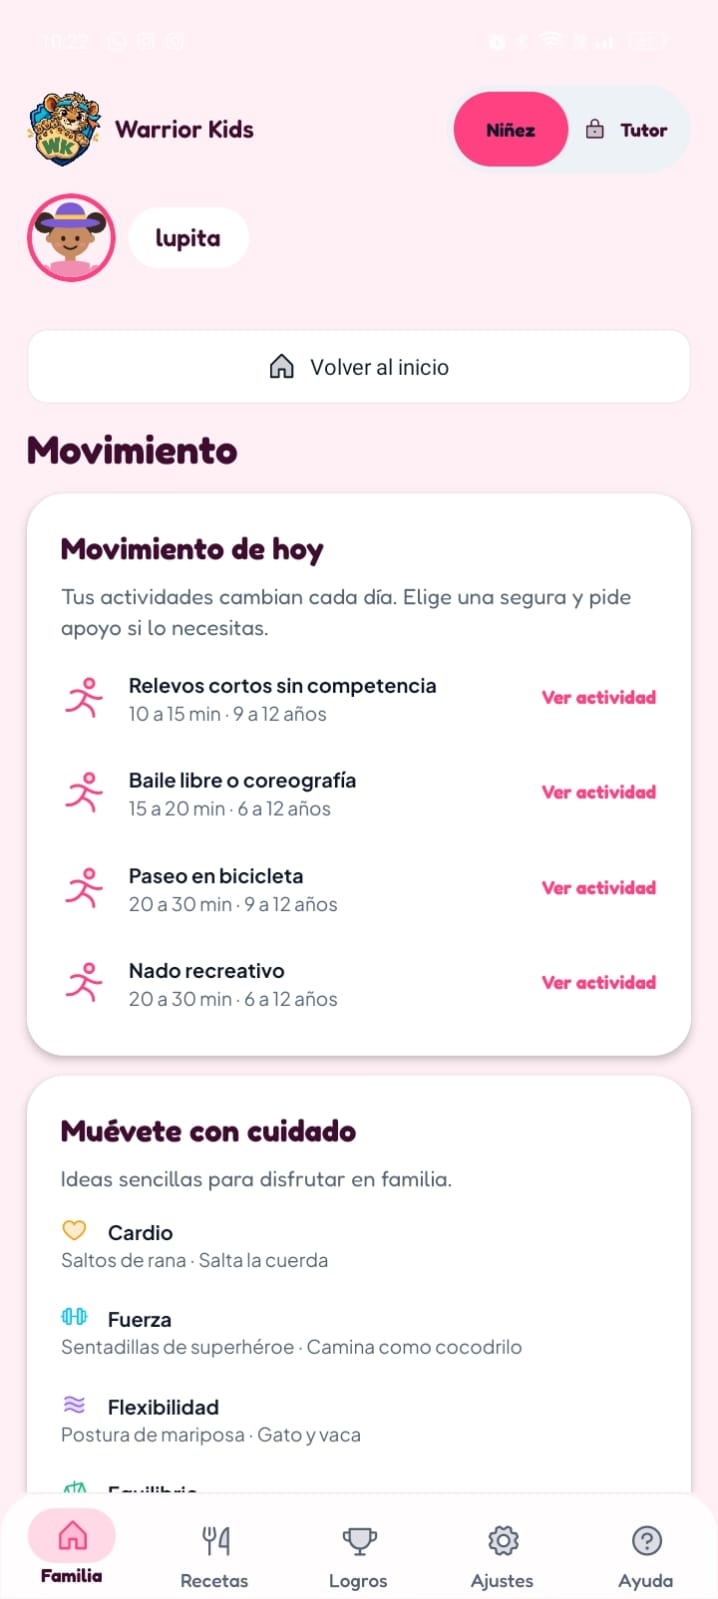 10:22
WK
Warrior Kids
Niñez
Tutor
lupita
Volver al inicio
Movimiento
Movimiento de hoy
Tus actividades cambian cada día. Elige una segura y pide
apoyo si lo necesitas.
Relevos cortos sin competencia
10 a 15 min · 9 a 12 años
Ver actividad
Baile libre o coreografía
15 a 20 min · 6 a 12 años
Ver actividad
Paseo en bicicleta
20 a 30 min · 9 a 12 años
Ver actividad
Nado recreativo
20 a 30 min · 6 a 12 años
Ver actividad
Muévete con cuidado
Ideas sencillas para disfrutar en familia.
Cardio
Saltos de rana · Salta la cuerda
Fuerza
Sentadillas de superhéroe · Camina como cocodrilo
Flexibilidad
Postura de mariposa · Gato y vaca
Equilibrio
Familia
Recetas
Logros
Ajustes
Ayuda